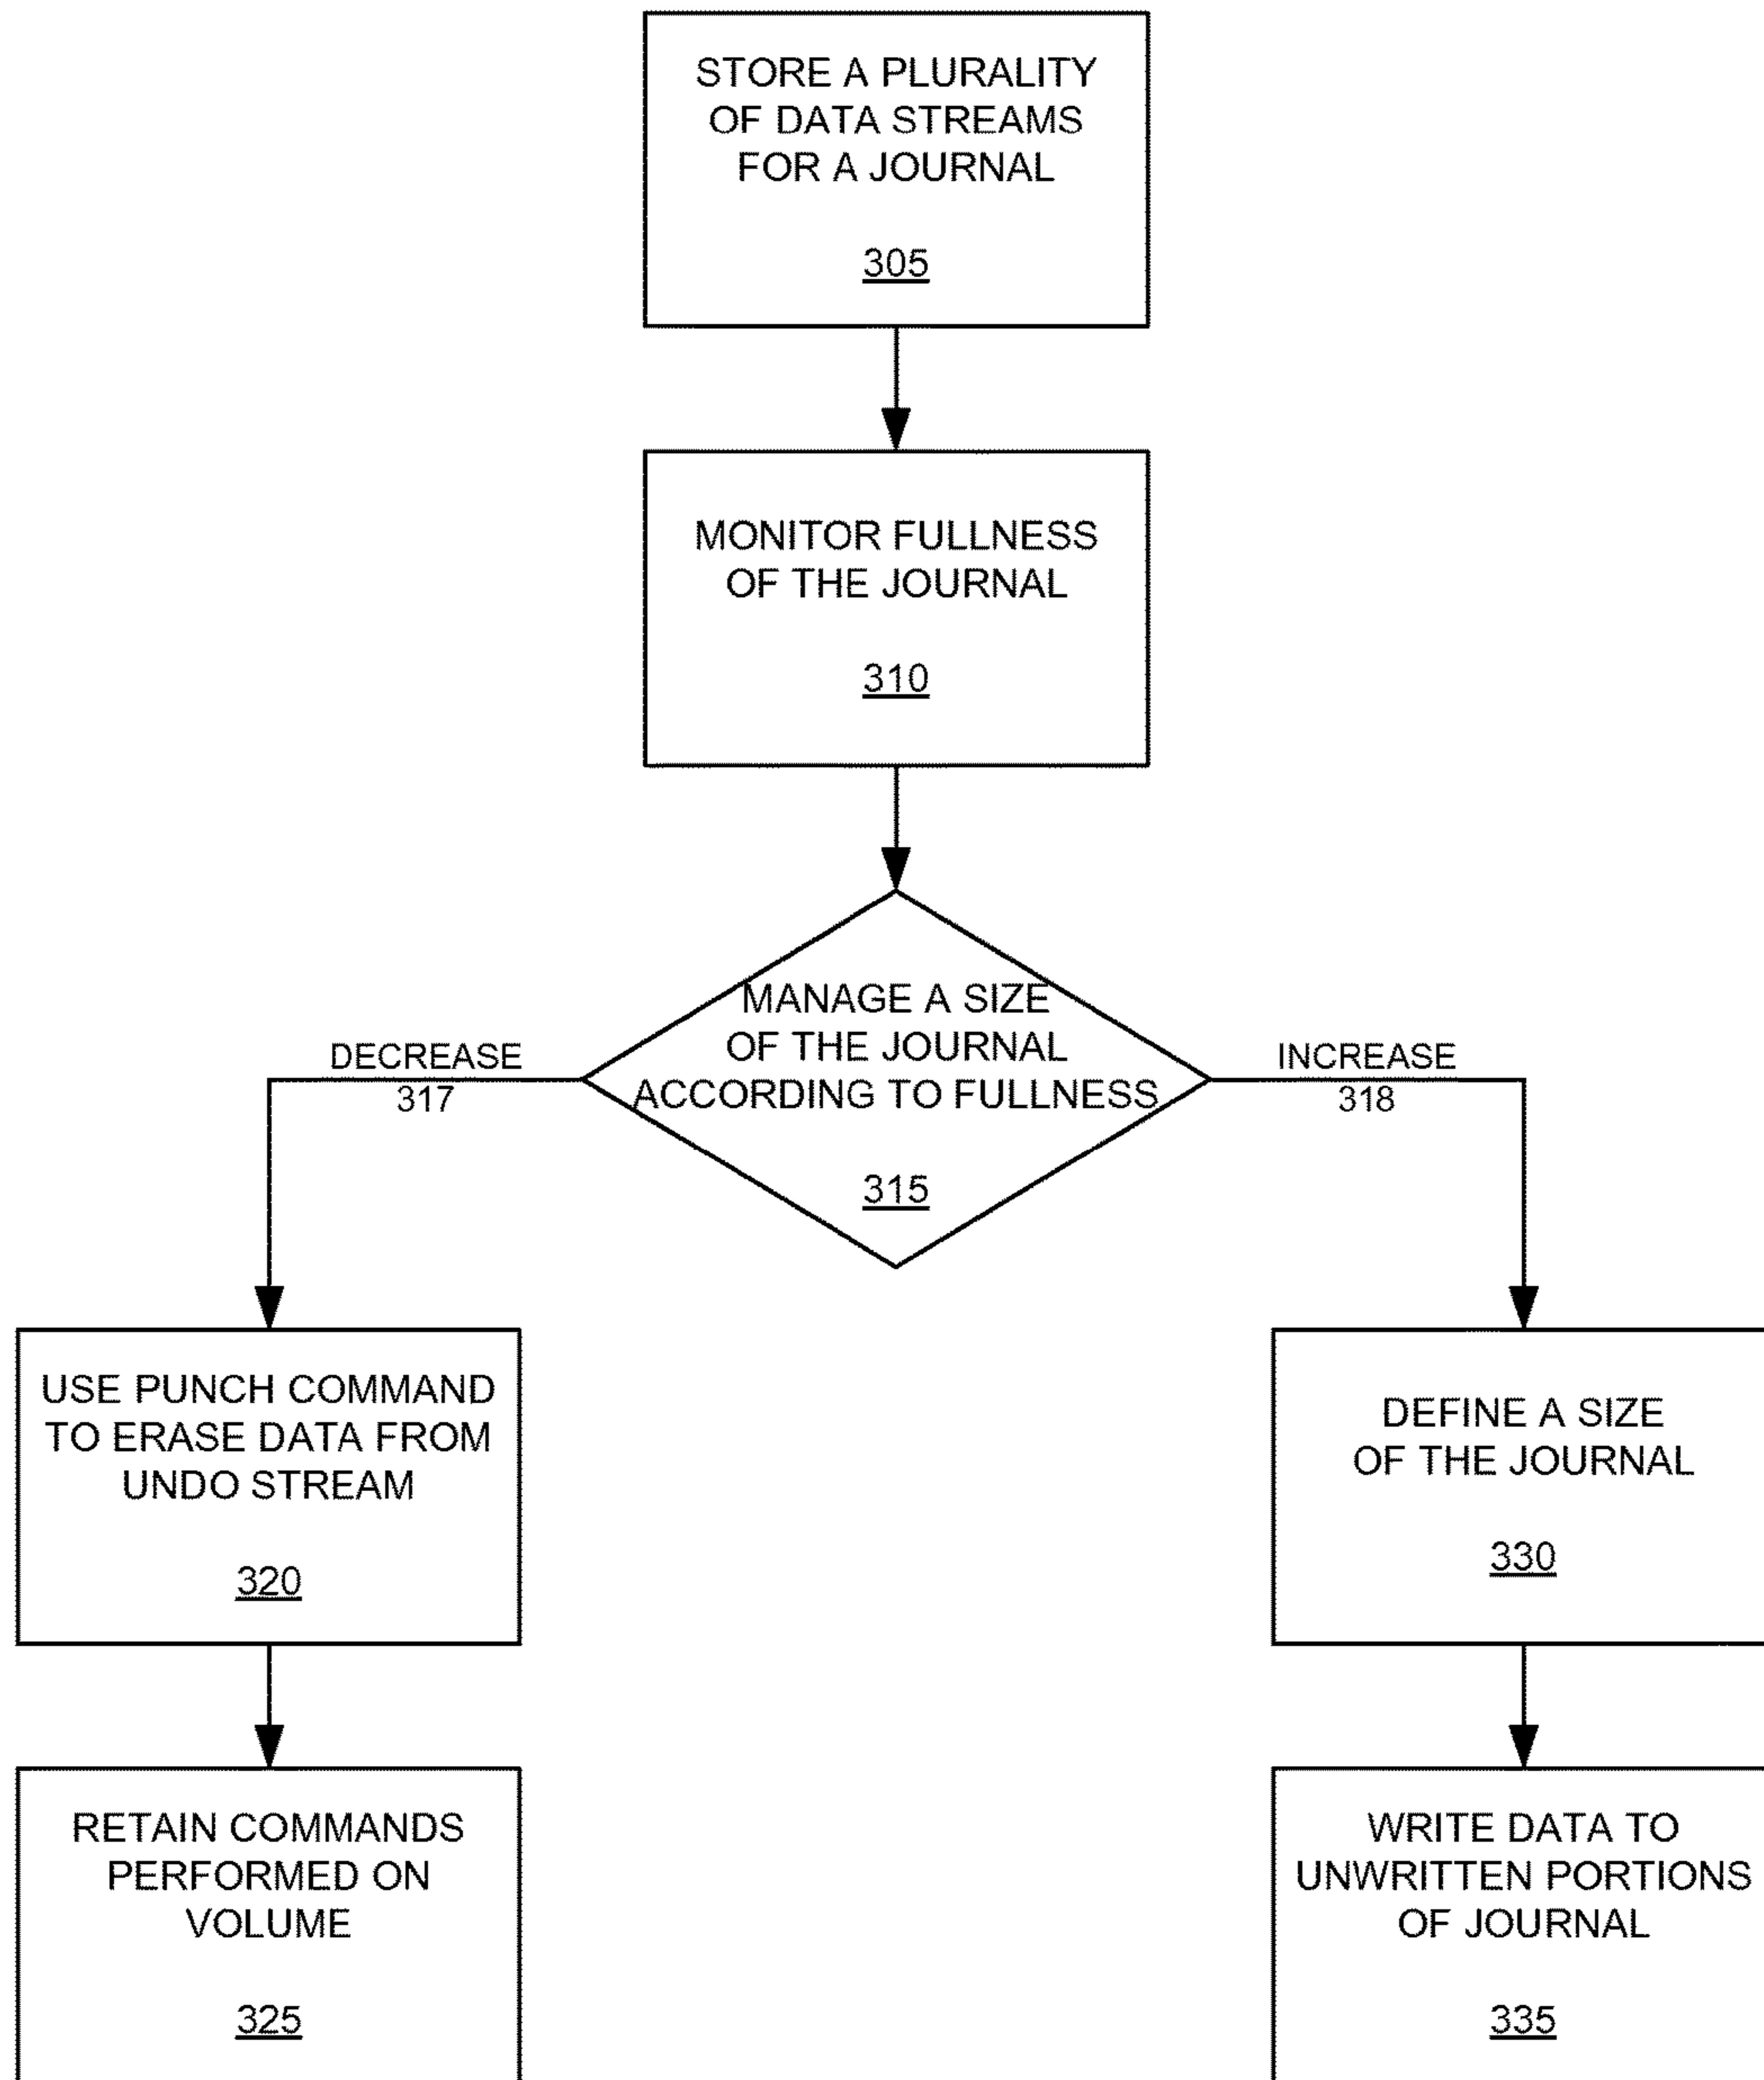 STORE A PLURALITY
OF DATA STREAMS
FOR A JOURNAL
305
MONITOR FULLNESS
OF THE JOURNAL
310
MANAGE A SIZE
OF THE JOURNAL
ACCORDING TO FULLNESS
315
DECREASE
317
INCREASE
318
USE PUNCH COMMAND
TO ERASE DATA FROM
UNDO STREAM
320
DEFINE A SIZE
OF THE JOURNAL
330
RETAIN COMMANDS
PERFORMED ON
VOLUME
325
WRITE DATA TO
UNWRITTEN PORTIONS
OF JOURNAL
335